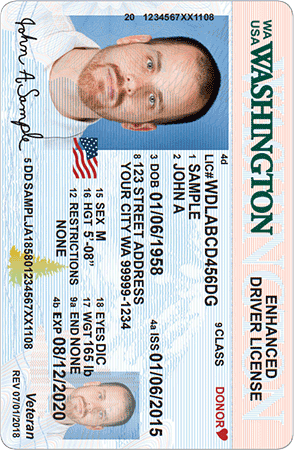 WA
USA
WASHINGTON
ENHANCED
DRIVER LICENSE
20 1234567XX1108
4d LIC#WDLABCD456DG
9 CLASS
DONOR
1 SAMPLE
2 JOHN A
3 DOB 01/06/1958
4a ISS 01/06/2015
8 123 STREET ADDRESS
YOUR CITY WA 99999-1234
15 SEX M
18 EYES DIC
16 HGT 5'-08"
17 WGT 165 lb
12 RESTRICTIONS
NONE
9a END NONE
4b EXP 08/12/2020
5 DDSAMPLJA185801234567XX1108
Veteran
REV 07/01/2018
John A. Sample